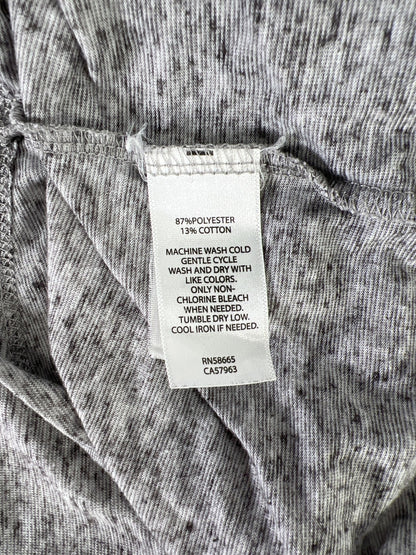 87%POLYESTER
13% COTTON
MACHINE WASH COLD
GENTLE CYCLE
WASH AND DRY WITH
LIKE COLORS.
ONLY NON-
CHLORINE BLEACH
WHEN NEEDED.
TUMBLE DRY LOW.
COOL IRON IF NEEDED.
RN58665
CA57963